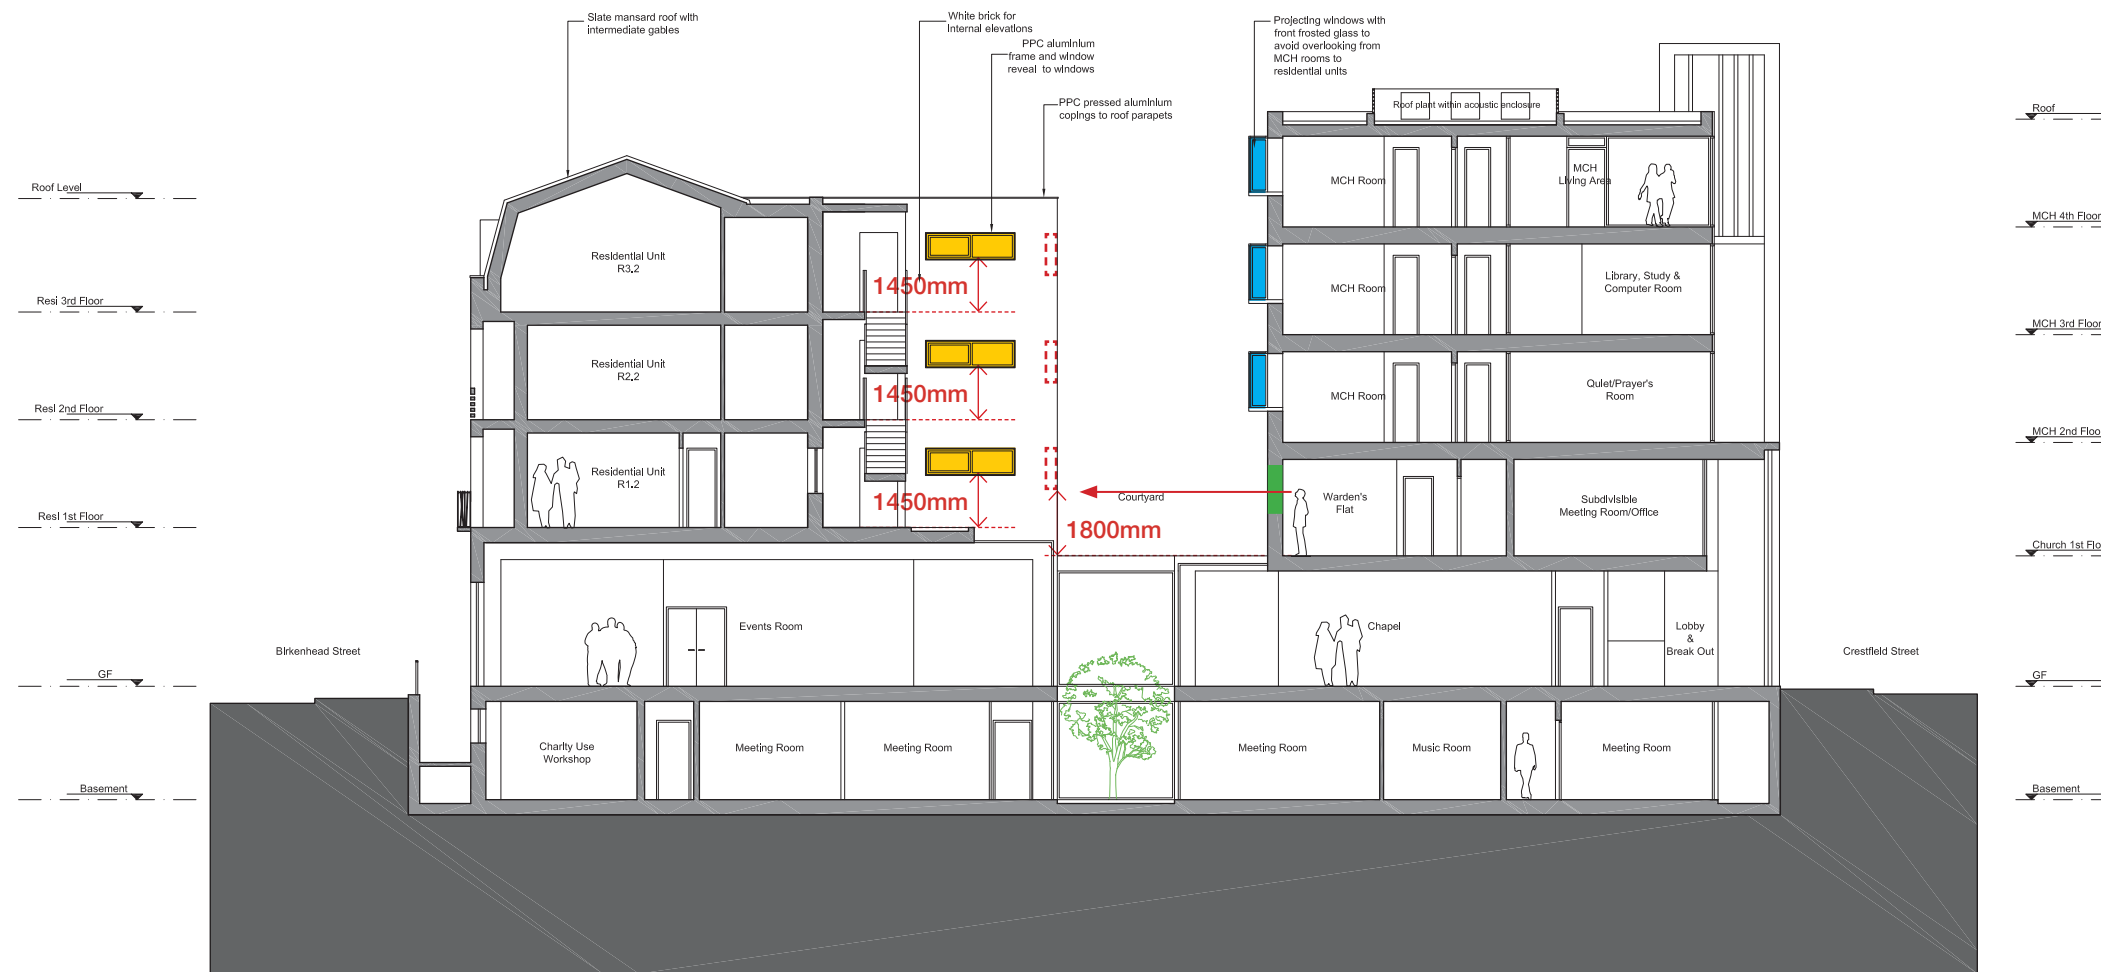 Slate mansard roof with
intermediate gables
White brick for
internal elevations
PPC aluminium
frame and window
reveal to windows
PPC pressed aluminium
copings to roof parapets
Projecting windows with
front frosted glass to
avoid overlooking from
MCH rooms to
residential units
Roof plant within acoustic enclosure
Roof
Roof Level
MCH Room
MCH
Living Area
MCH 4th Floor
Residential Unit
R3.2
1450mm
MCH Room
Library, Study &
Computer Room
Resi 3rd Floor
MCH 3rd Floor
Residential Unit
R2.2
1450mm
MCH Room
Quiet/Prayer's
Room
Resi 2nd Floor
MCH 2nd Floo
Residential Unit
R1.2
1450mm
Courtyard
Warden's
Flat
Subdivisible
Meeting Room/Office
Resi 1st Floor
1800mm
Church 1st Flo
Events Room
Chapel
Lobby
&
Break Out
Birkenhead Street
Crestfield Street
GF
GF
Charity Use
Workshop
Meeting Room
Meeting Room
Meeting Room
Music Room
Meeting Room
Basement
Basement